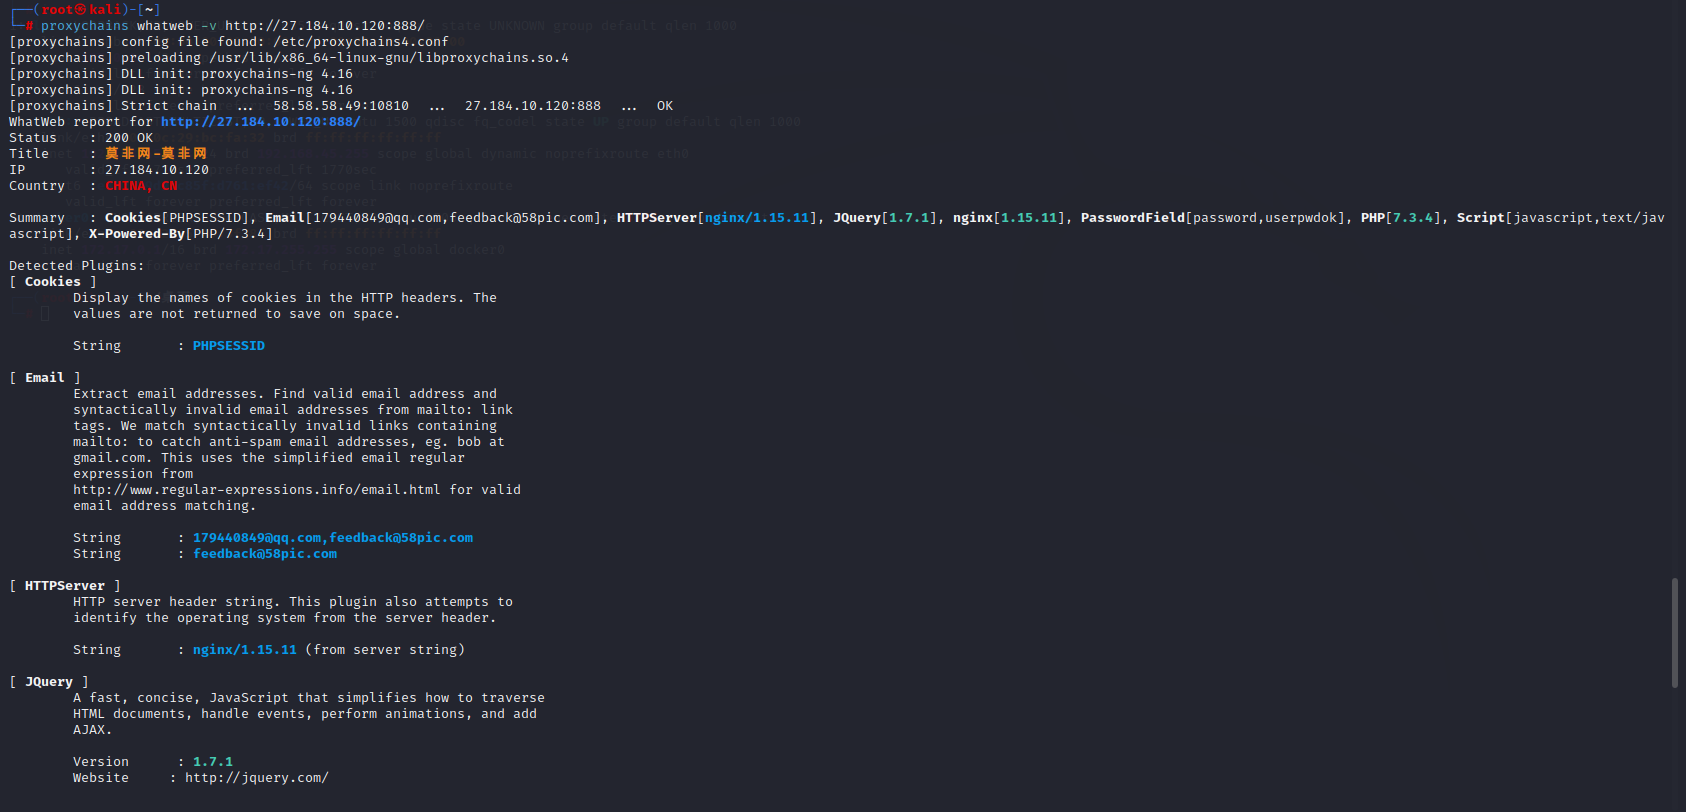 ┌──(root㉿kali)-[~]
└─# proxychains whatweb -v http://27.184.10.120:888/
[proxychains] config file found: /etc/proxychains4.conf
[proxychains] preloading /usr/lib/x86_64-linux-gnu/libproxychains.so.4
[proxychains] DLL init: proxychains-ng 4.16
[proxychains] DLL init: proxychains-ng 4.16
[proxychains] Strict chain  ...  58.58.58.49:10810  ...  27.184.10.120:888  ...  OK
WhatWeb report for http://27.184.10.120:888/
Status    : 200 OK
Title     : 莫非网-莫非网
IP        : 27.184.10.120
Country   : CHINA, CN
Summary   : Cookies[PHPSESSID], Email[179440849@qq.com,feedback@58pic.com], HTTPServer[nginx/1.15.11], JQuery[1.7.1], nginx[1.15.11], PasswordField[password,userpwdok], PHP[7.3.4], Script[javascript,text/jav
ascript], X-Powered-By[PHP/7.3.4]
Detected Plugins:
[ Cookies ]
Display the names of cookies in the HTTP headers. The
values are not returned to save on space.
String       : PHPSESSID
[ Email ]
Extract email addresses. Find valid email address and
syntactically invalid email addresses from mailto: link
tags. We match syntactically invalid links containing
mailto: to catch anti-spam email addresses, eg. bob at
gmail.com. This uses the simplified email regular
expression from
http://www.regular-expressions.info/email.html for valid
email address matching.
String       : 179440849@qq.com,feedback@58pic.com
String       : feedback@58pic.com
[ HTTPServer ]
HTTP server header string. This plugin also attempts to
identify the operating system from the server header.
String       : nginx/1.15.11 (from server string)
[ JQuery ]
A fast, concise, JavaScript that simplifies how to traverse
HTML documents, handle events, perform animations, and add
AJAX.
Version      : 1.7.1
Website     : http://jquery.com/